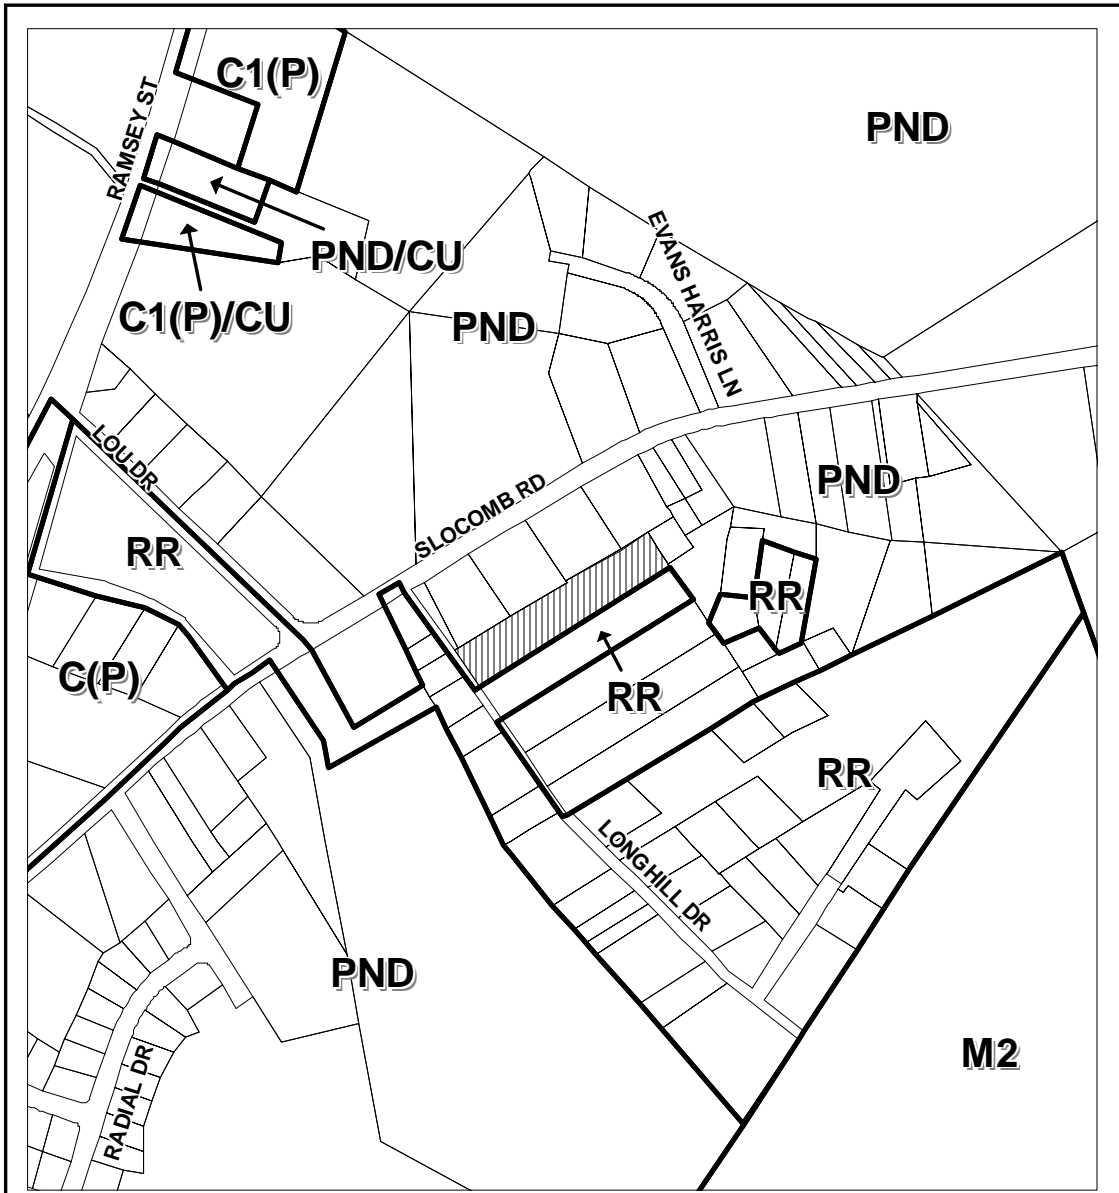 C1(P)
RAMSEY ST
PND
PND/CU
C1(P)/CU
PND
EVANS HARRIS LN
LOU DR
SLOCOMB RD
PND
RR
RR
C(P)
RR
RR
LONGHILL DR
PND
M2
RADIAL DR